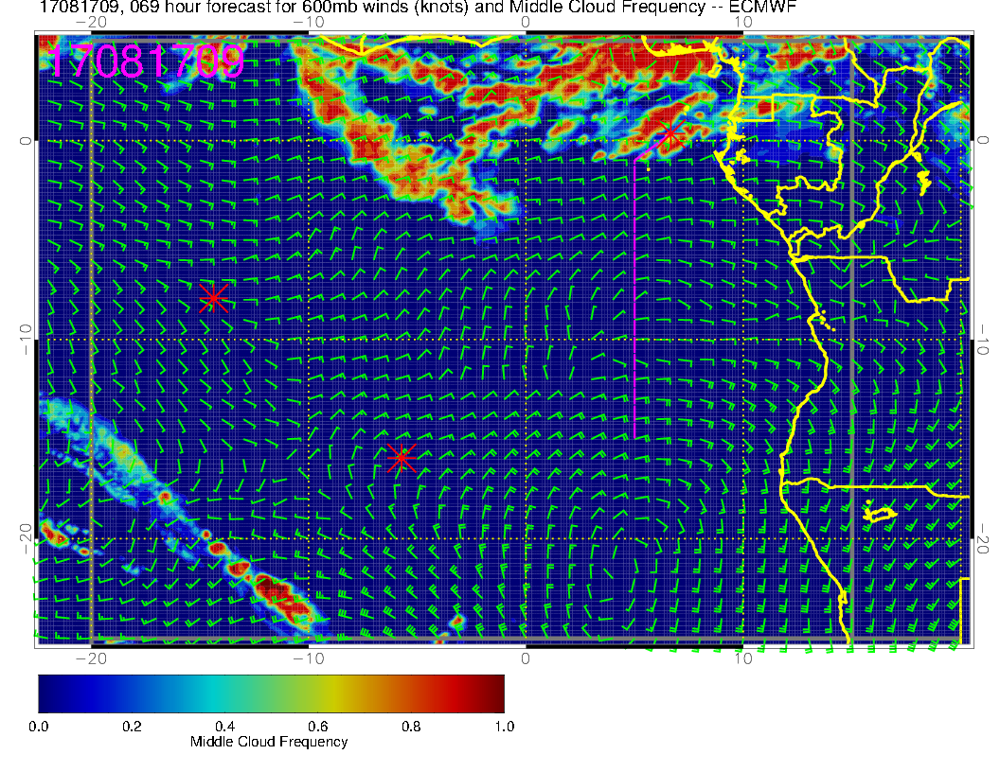 17081709, 069 hour forecast for 600mb winds (knots) and Middle Cloud Frequency -- ECMWF
−20 −10 0 10
17081709
0 0
−10 −10
−20 −20
−20 −10 0 10
0.0 0.2 0.4 0.6 0.8 1.0
Middle Cloud Frequency